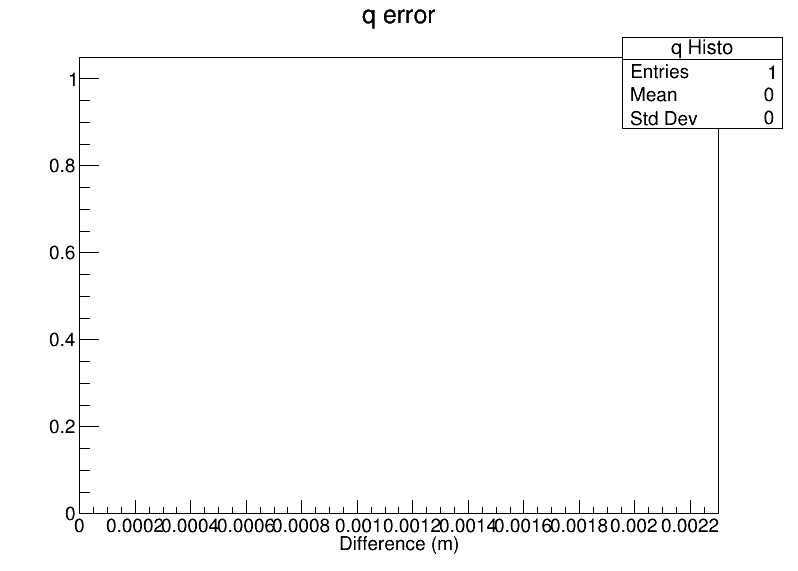 q error
q Histo
Entries 1
Mean 0
Std Dev 0
1
0.8
0.6
0.4
0.2
0
0 0.0002 0.0004 0.0006 0.0008 0.001 0.0012 0.0014 0.0016 0.0018 0.002 0.0022
Difference (m)